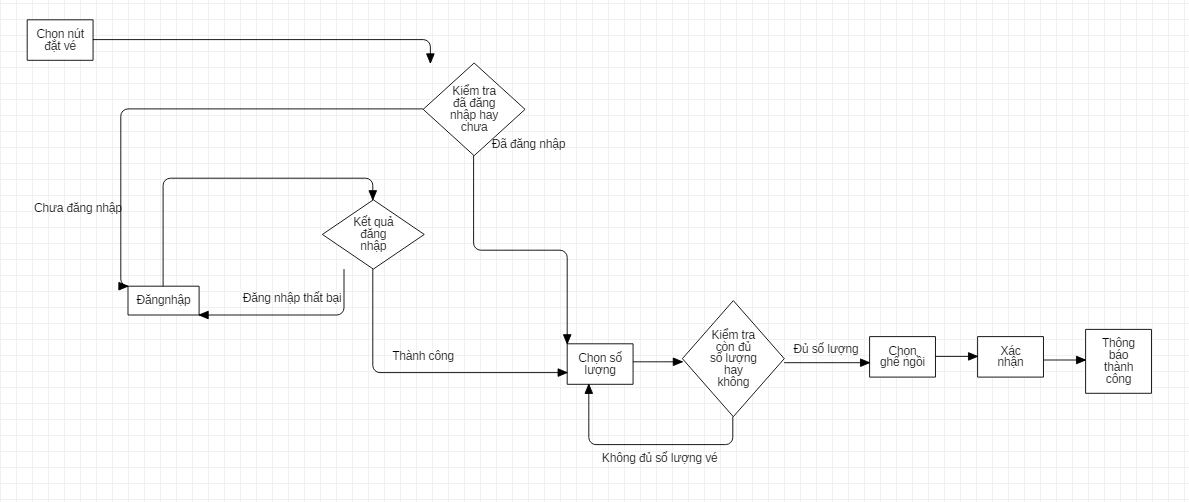 Chọn nút
đặt vé
Kiểm tra
đã đăng
nhập hay
chưa
Đã đăng nhập
Chưa đăng nhập
Kết quả
đăng
nhập
Đăngnhập
Đăng nhập thất bại
Thành công
Chọn số
lượng
Kiểm tra
còn đủ
số lượng
hay
không
Đủ số lượng
Chọn
ghế ngồi
Xác
nhận
Thông
báo
thành
công
Không đủ số lượng vé